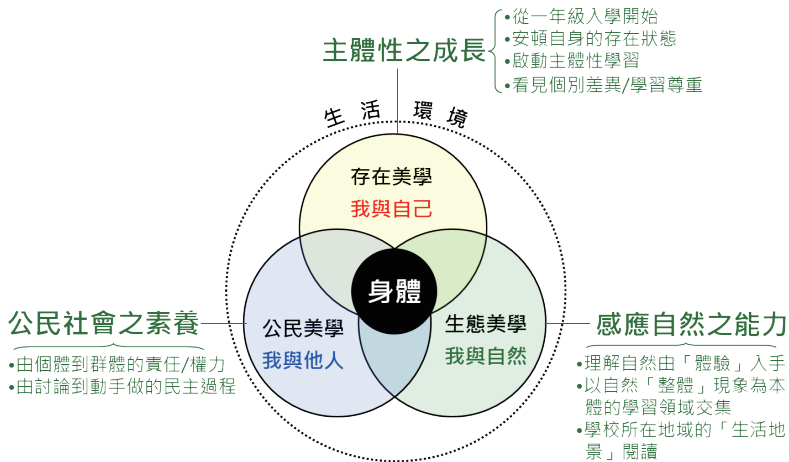 主體性之成長
•從一年級入學開始
•安頓自身的存在狀態
•啟動主體性學習
•看見個別差異/學習尊重
生活環境
存在美學
我與自己
身體
公民美學
我與他人
生態美學
我與自然
公民社會之素養
•由個體到群體的責任/權力
•由討論到動手做的民主過程
感應自然之能力
•理解自然由「體驗」入手
•以自然「整體」現象為本
體的學習領域交集
•學校所在地域的「生活地
景」閱讀